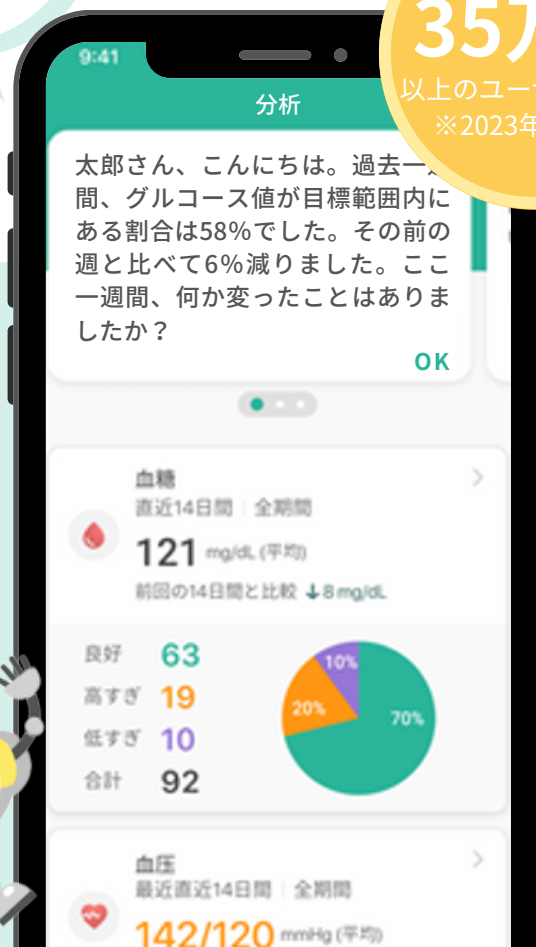 35万
以上のユー
※2023年
9:41
分析
太郎さん、こんにちは。過去一
間、グルコース値が目標範囲内に
ある割合は58%でした。その前の
週と比べて6%減りました。ここ
一週間、何か変ったことはありま
したか？
OK
血糖
直近14日間 | 全期間
121 mg/dL (平均)
前回の14日間と比較 ↓8 mg/dL
良好 63
高すぎ 19
低すぎ 10
合計 92
10%
20%
70%
血圧
最近直近14日間 | 全期間
142/120 mmHg (平均)